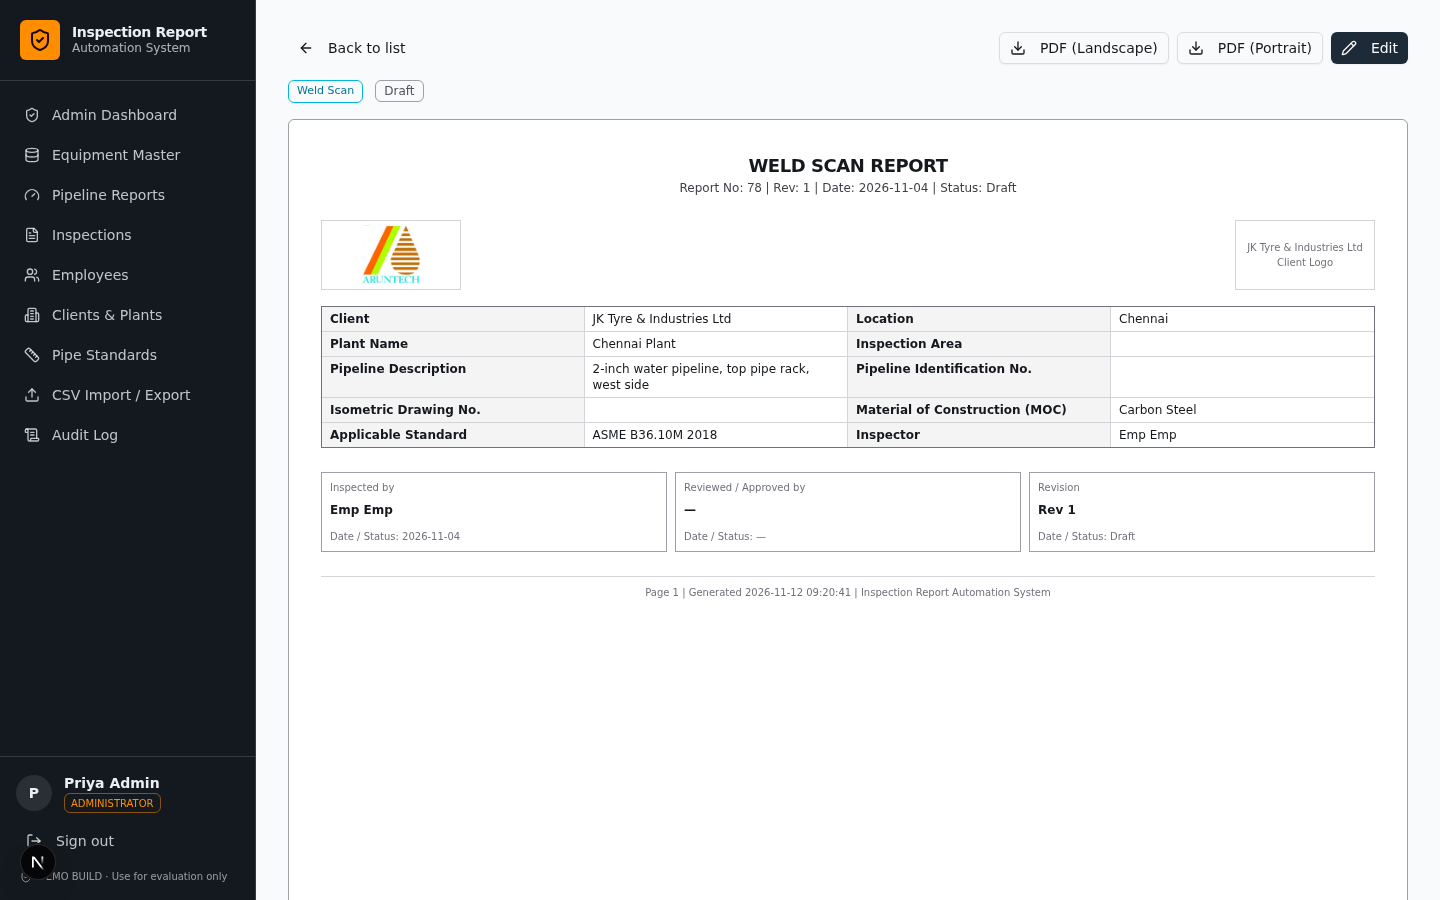 Inspection Report
Automation System
Admin Dashboard
Equipment Master
Pipeline Reports
Inspections
Employees
Clients & Plants
Pipe Standards
CSV Import / Export
Audit Log
P
Priya Admin
ADMINISTRATOR
Sign out
N
MO BUILD · Use for evaluation only
Back to list
PDF (Landscape)
PDF (Portrait)
Edit
Weld Scan
Draft
WELD SCAN REPORT
Report No: 78 | Rev: 1 | Date: 2026-11-04 | Status: Draft
ARUNTECH
JK Tyre & Industries Ltd
Client Logo
Client JK Tyre & Industries Ltd Location Chennai
Plant Name Chennai Plant Inspection Area
Pipeline Description 2-inch water pipeline, top pipe rack, Pipeline Identification No.
west side
Isometric Drawing No. Material of Construction (MOC) Carbon Steel
Applicable Standard ASME B36.10M 2018 Inspector Emp Emp
Inspected by
Emp Emp
Date / Status: 2026-11-04
Reviewed / Approved by
—
Date / Status: —
Revision
Rev 1
Date / Status: Draft
Page 1 | Generated 2026-11-12 09:20:41 | Inspection Report Automation System